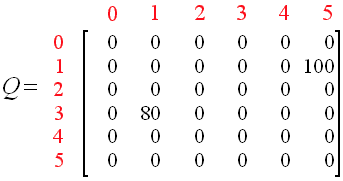 0 1 2 3 4 5
0 0 0 0 0 0 0
1 0 0 0 0 0 100
2 0 0 0 0 0 0
Q= 3 0 80 0 0 0 0
4 0 0 0 0 0 0
5 0 0 0 0 0 0